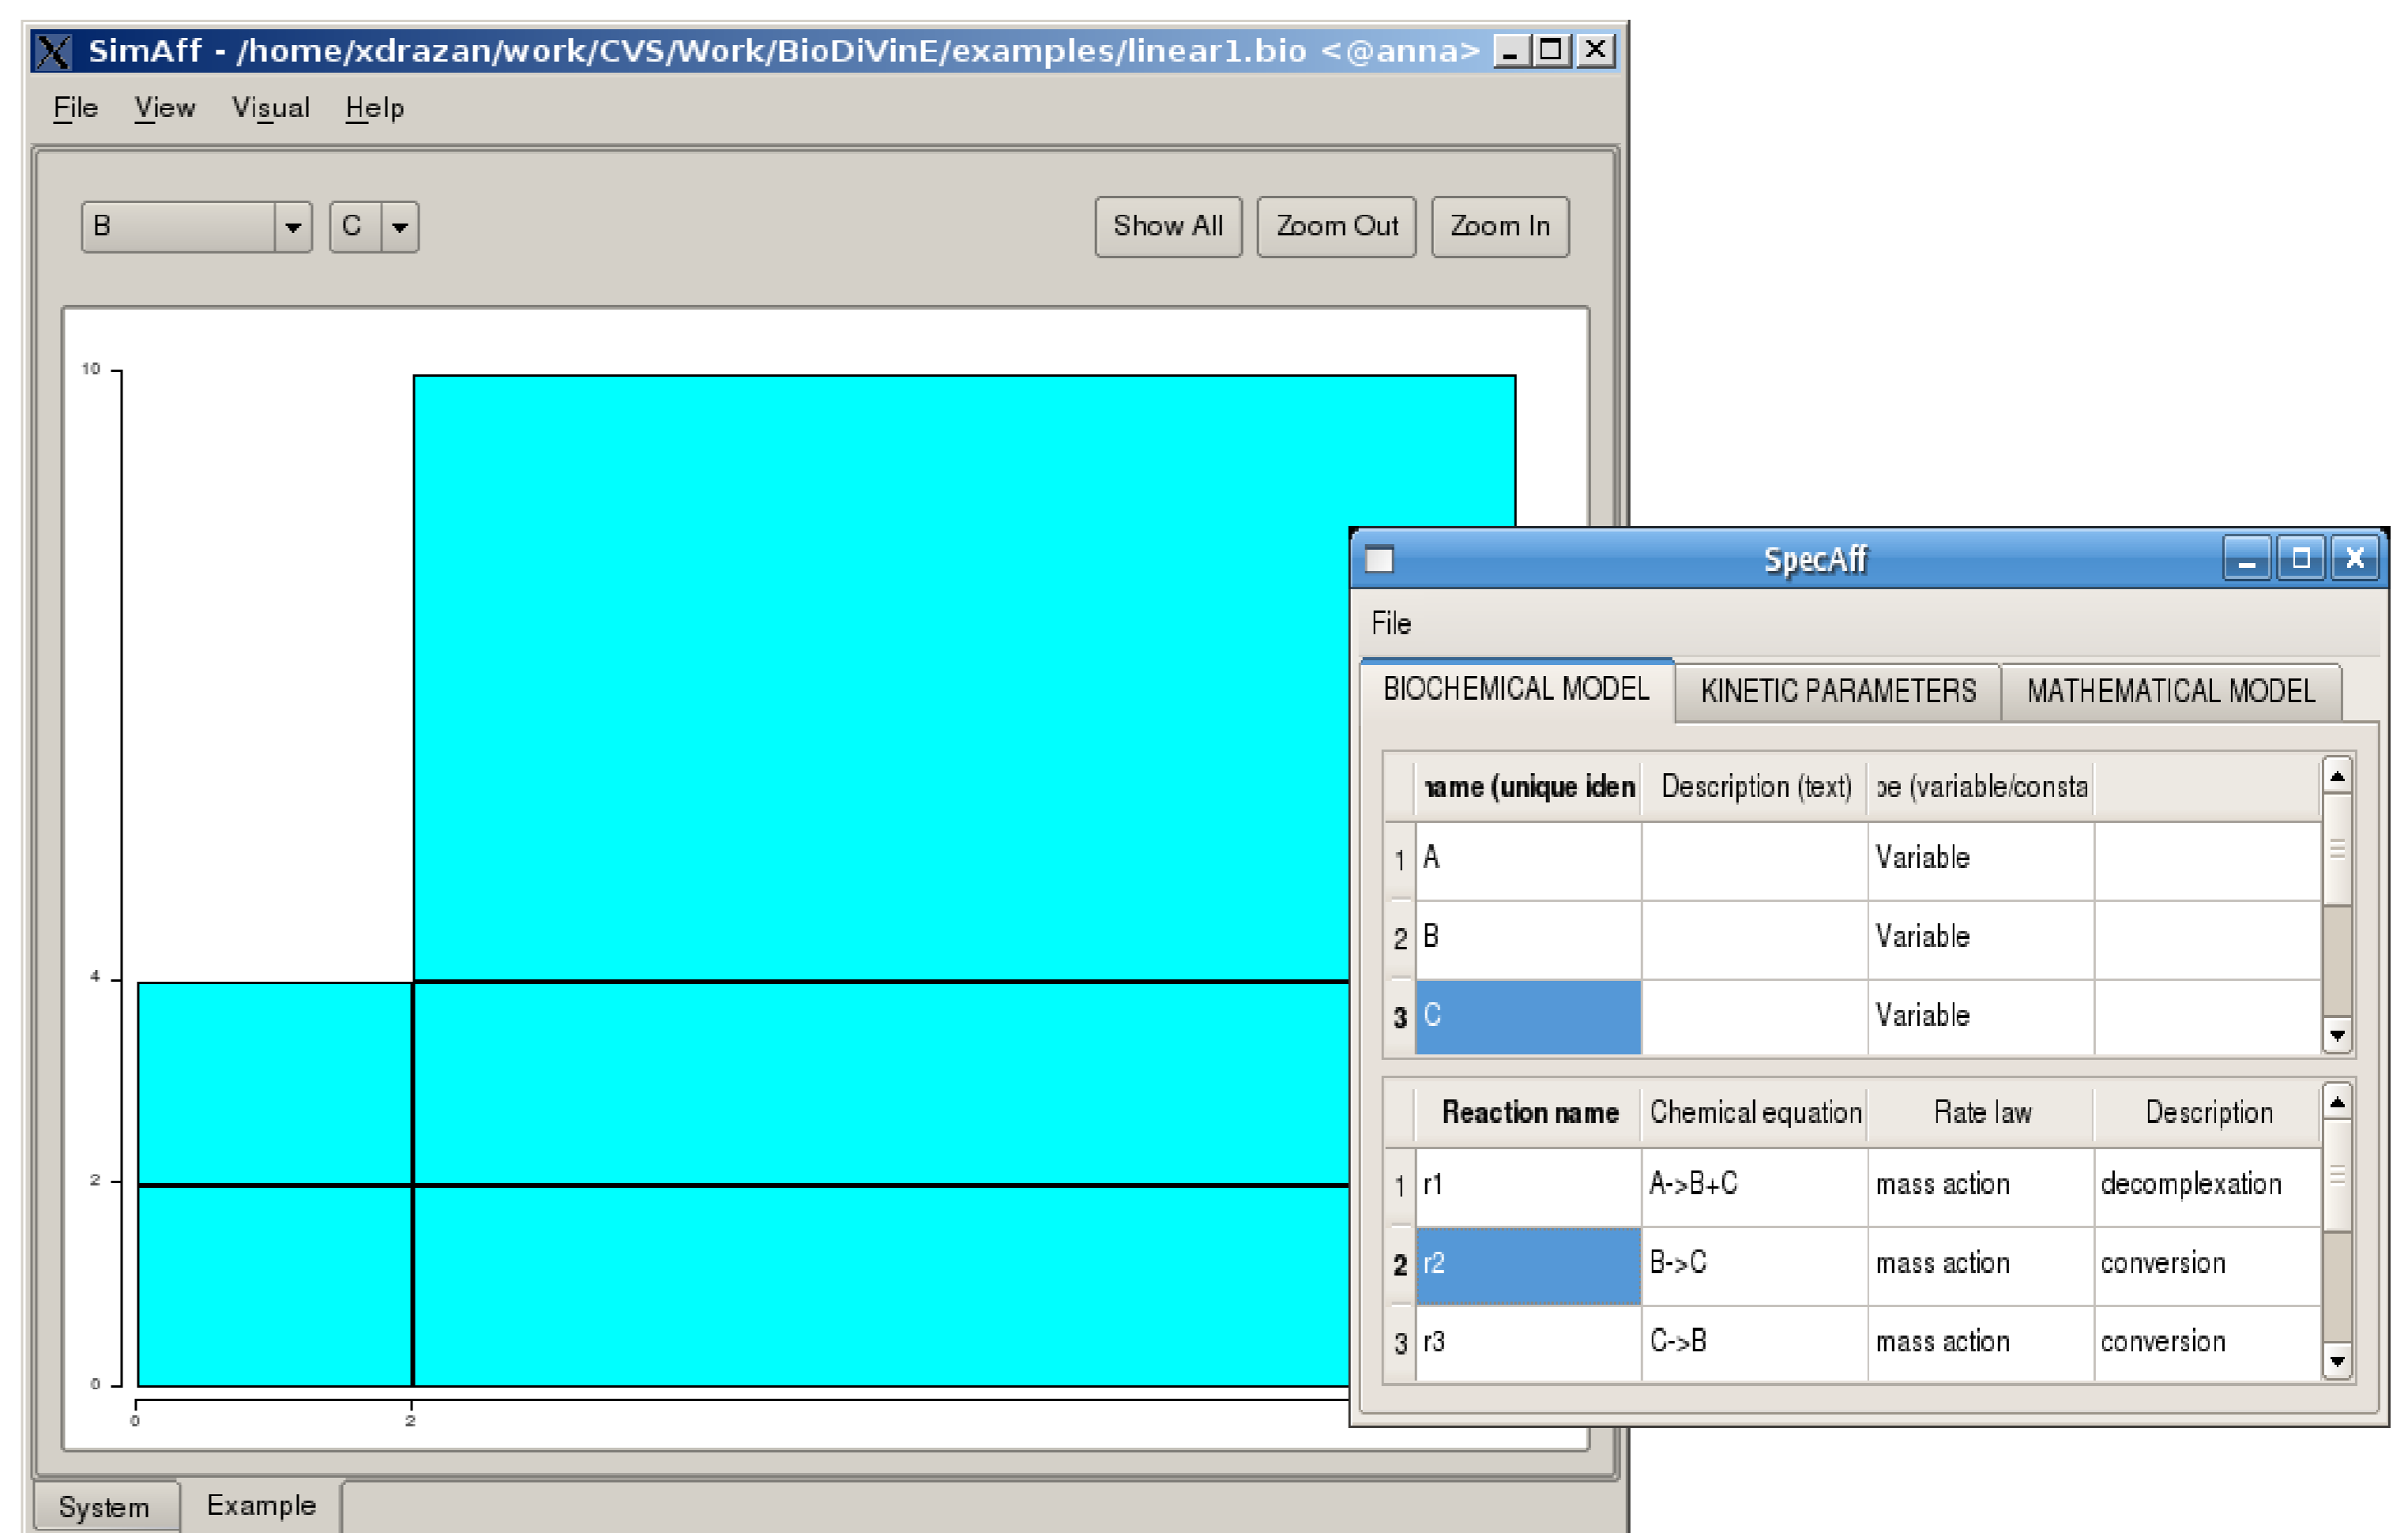 SimAff - /home/xdrazan/work/CVS/Work/BioDiVinE/examples/linear1.bio <@anna>
File View Visual Help
B C Show All Zoom Out Zoom In
10
4
2
0
0 2
System Example
SpecAff
File
BIOCHEMICAL MODEL KINETIC PARAMETERS MATHEMATICAL MODEL
name (unique iden Description (text) pe (variable/consta
1 A Variable
2 B Variable
3 C Variable
Reaction name Chemical equation Rate law Description
1 r1 A->B+C mass action decomplexation
2 r2 B->C mass action conversion
3 r3 C->B mass action conversion